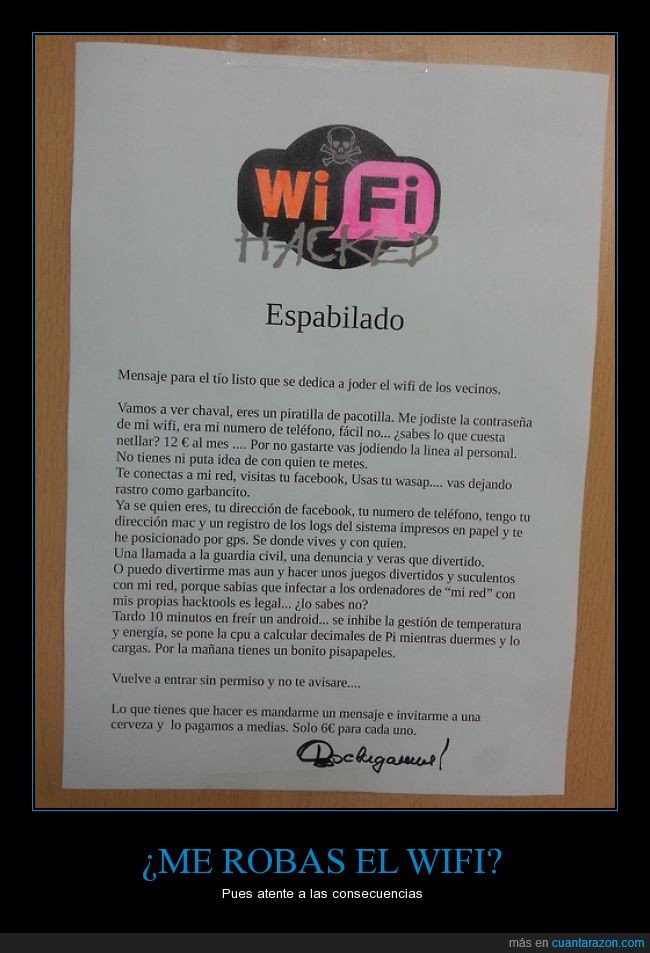 Wi Fi
HACKED
Espabilado
Mensaje para el tío listo que se dedica a joder el wifi de los vecinos.
Vamos a ver chaval, eres un piratilla de pacotilla. Me jodiste la contraseña
de mi wifi, era mi numero de teléfono, fácil no... ¿sabes lo que cuesta
netllar? 12 € al mes .... Por no gastarte vas jodiendo la linea al personal.
No tienes ni puta idea de con quien te metes.
Te conectas a mi red, visitas tu facebook, Usas tu wasap.... vas dejando
rastro como garbancito.
Ya se quien eres, tu dirección de facebook, tu numero de teléfono, tengo tu
dirección mac y un registro de los logs del sistema impresos en papel y te
he posicionado por gps. Se donde vives y con quien.
Una llamada a la guardia civil, una denuncia y veras que divertido.
O puedo divertirme mas aun y hacer unos juegos divertidos y suculentos
con mi red, porque sabias que infectar a los ordenadores de “mi red” con
mis propias hacktools es legal... ¿lo sabes no?
Tardo 10 minutos en freír un android... se inhibe la gestión de temperatura
y energía, se pone la cpu a calcular decimales de Pi mientras duermes y lo
cargas. Por la mañana tienes un bonito pisapapeles.
Vuelve a entrar sin permiso y no te avisare....
Lo que tienes que hacer es mandarme un mensaje e invitarme a una
cerveza y lo pagamos a medias. Solo 6€ para cada uno.
¿ME ROBAS EL WIFI?
Pues atente a las consecuencias
más en cuantarazon.com